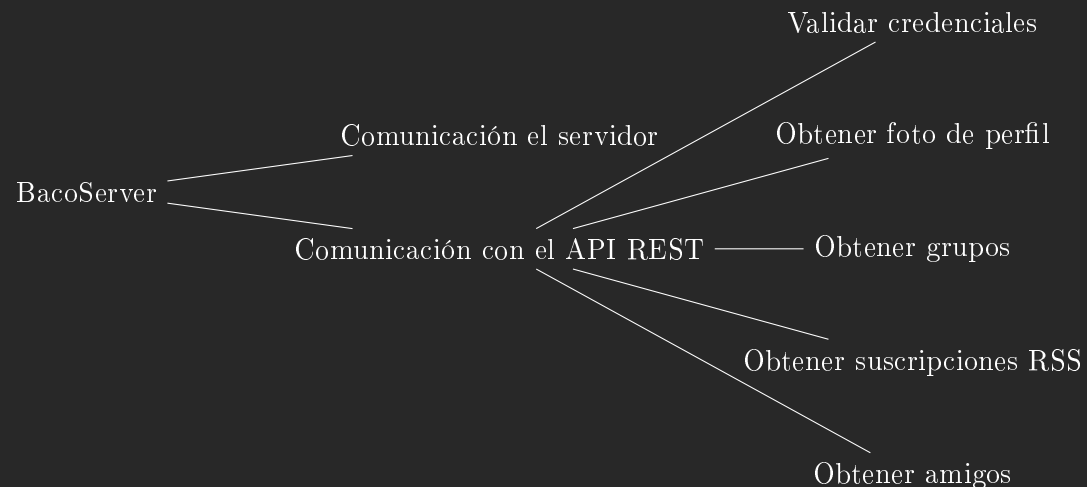 Validar credenciales
Comunicación el servidor
Obtener foto de perfil
BacoServer
Comunicación con el API REST
Obtener grupos
Obtener suscripciones RSS
Obtener amigos